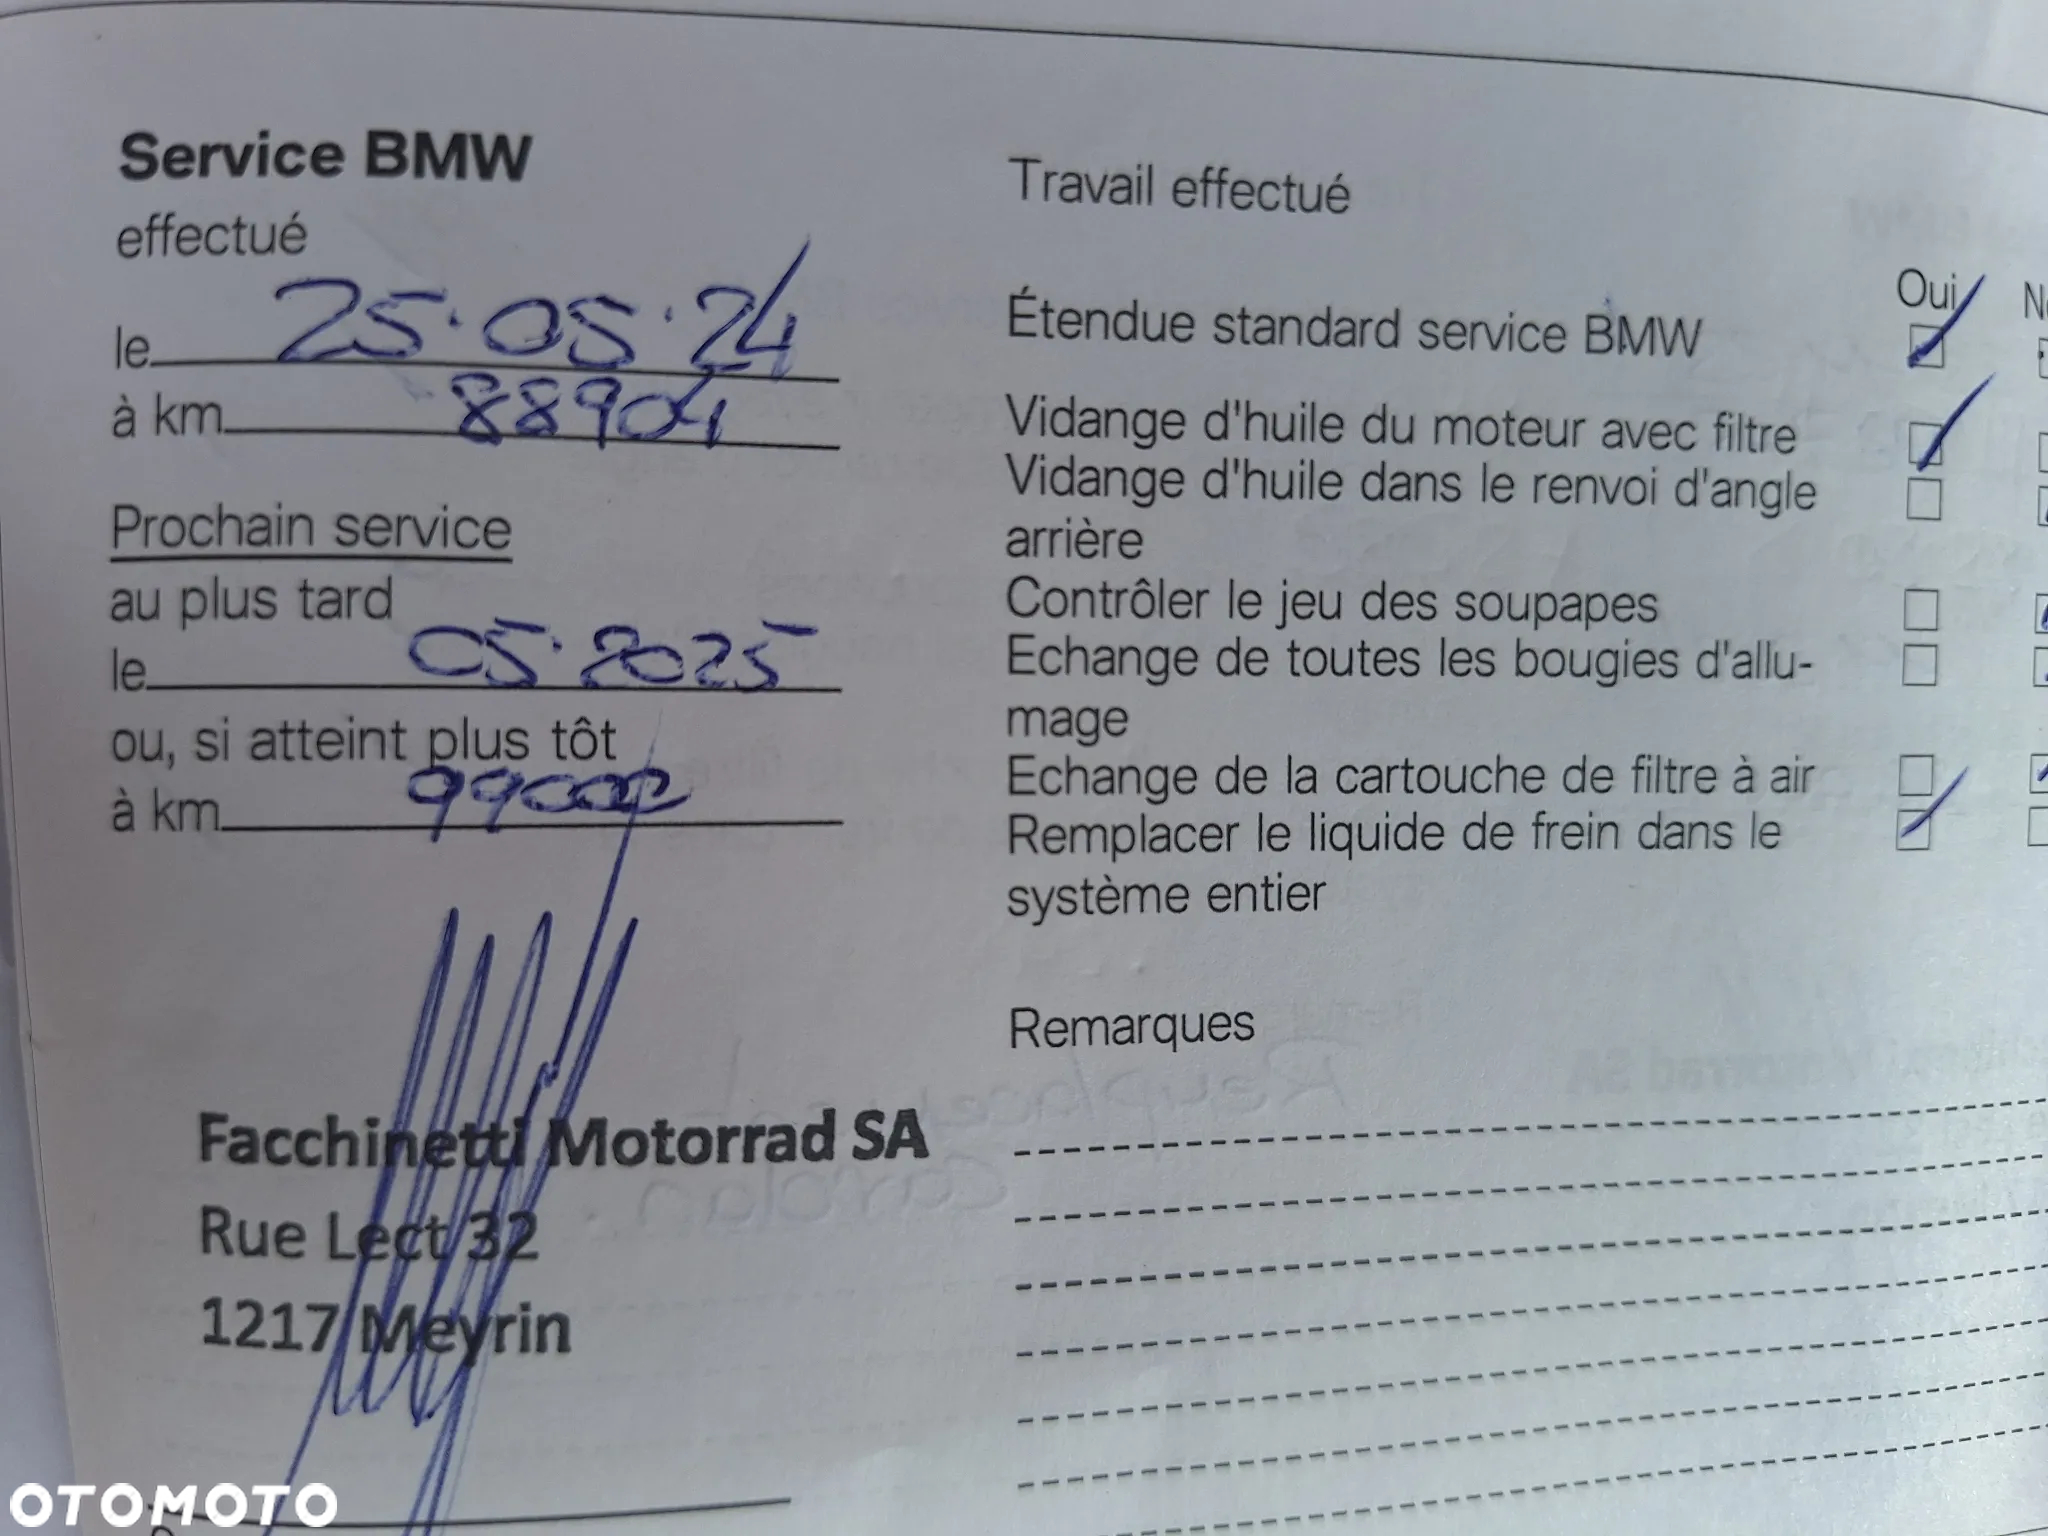 Service BMW
effectué
le 25.05.24
à km 88904
Prochain service
au plus tard
le 05.2025
ou, si atteint plus tôt
à km 99000
Facchinetti Motorrad SA
Rue Lect 32
1217 Meyrin
Travail effectué
Oui
Étendue standard service BMW
Vidange d'huile du moteur avec filtre
Vidange d'huile dans le renvoi d'angle
arrière
Contrôler le jeu des soupapes
Echange de toutes les bougies d'allu-
mage
Echange de la cartouche de filtre à air
Remplacer le liquide de frein dans le
système entier
Remarques
OTOMOTO